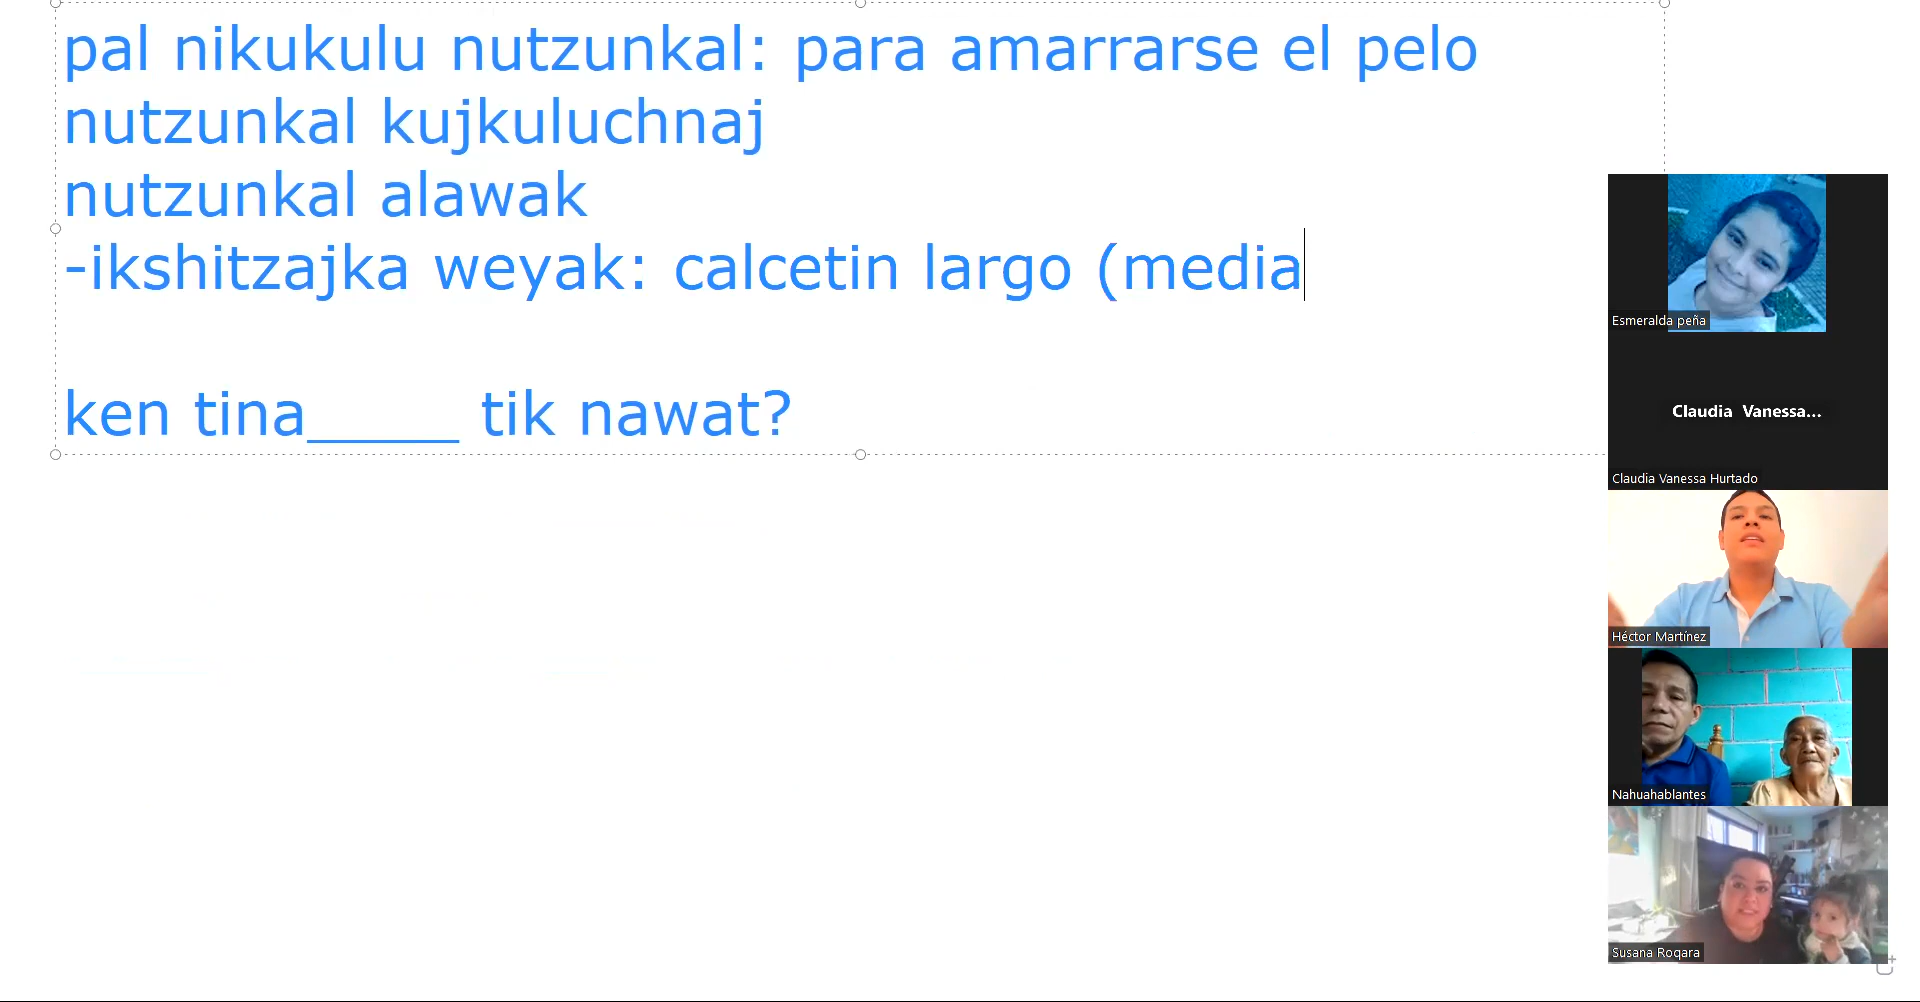 pal nikukulu nutzunkal: para amarrarse el pelo
nutzunkal kujkuluchnaj
nutzunkal alawak
-ikshitzajka weyak: calcetin largo (media
ken tina_____ tik nawat?
Esmeralda peña
Claudia Vanessa...
Claudia Vanessa Hurtado
Héctor Martínez
Nahuahablantes
Susana Roqara